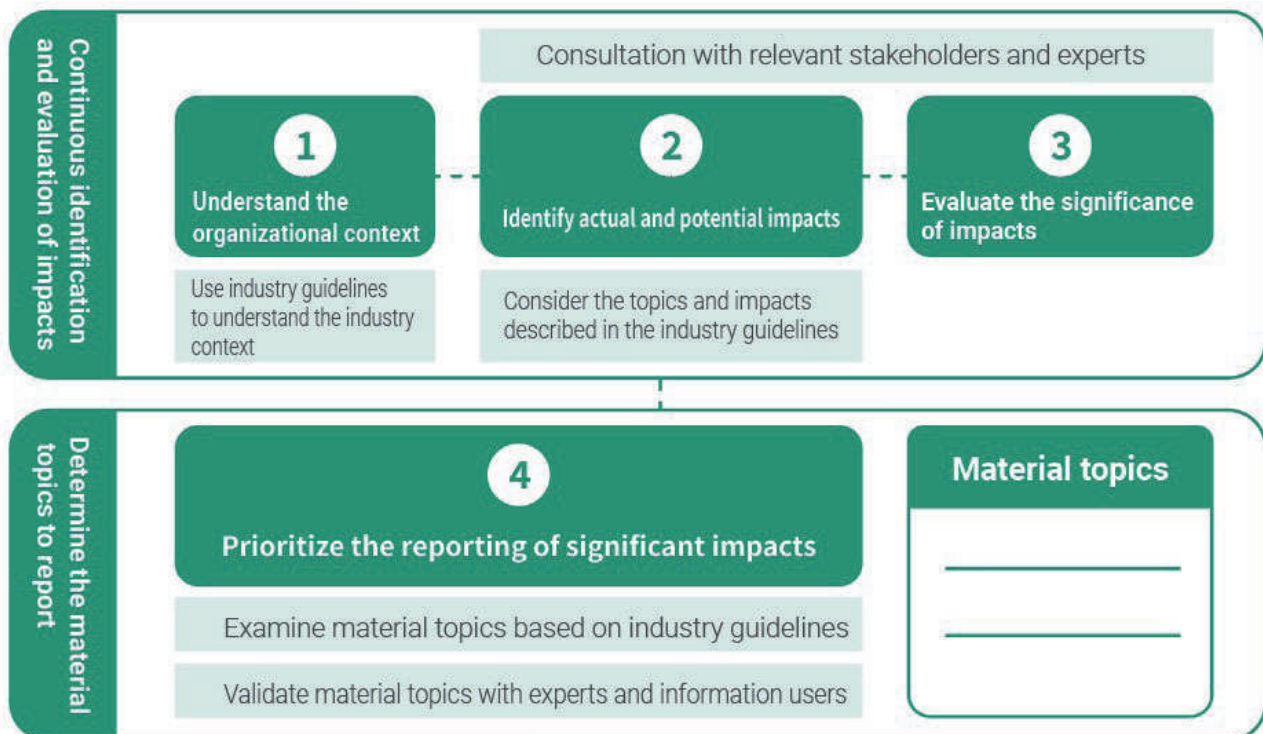 Continuous identification
and evaluation of impacts
Consultation with relevant stakeholders and experts
1
Understand the
organizational context
Use industry guidelines
to understand the industry
context
2
Identify actual and potential impacts
Consider the topics and impacts
described in the industry guidelines
3
Evaluate the significance
of impacts
Determine the material
topics to report
4
Prioritize the reporting of significant impacts
Examine material topics based on industry guidelines
Validate material topics with experts and information users
Material topics